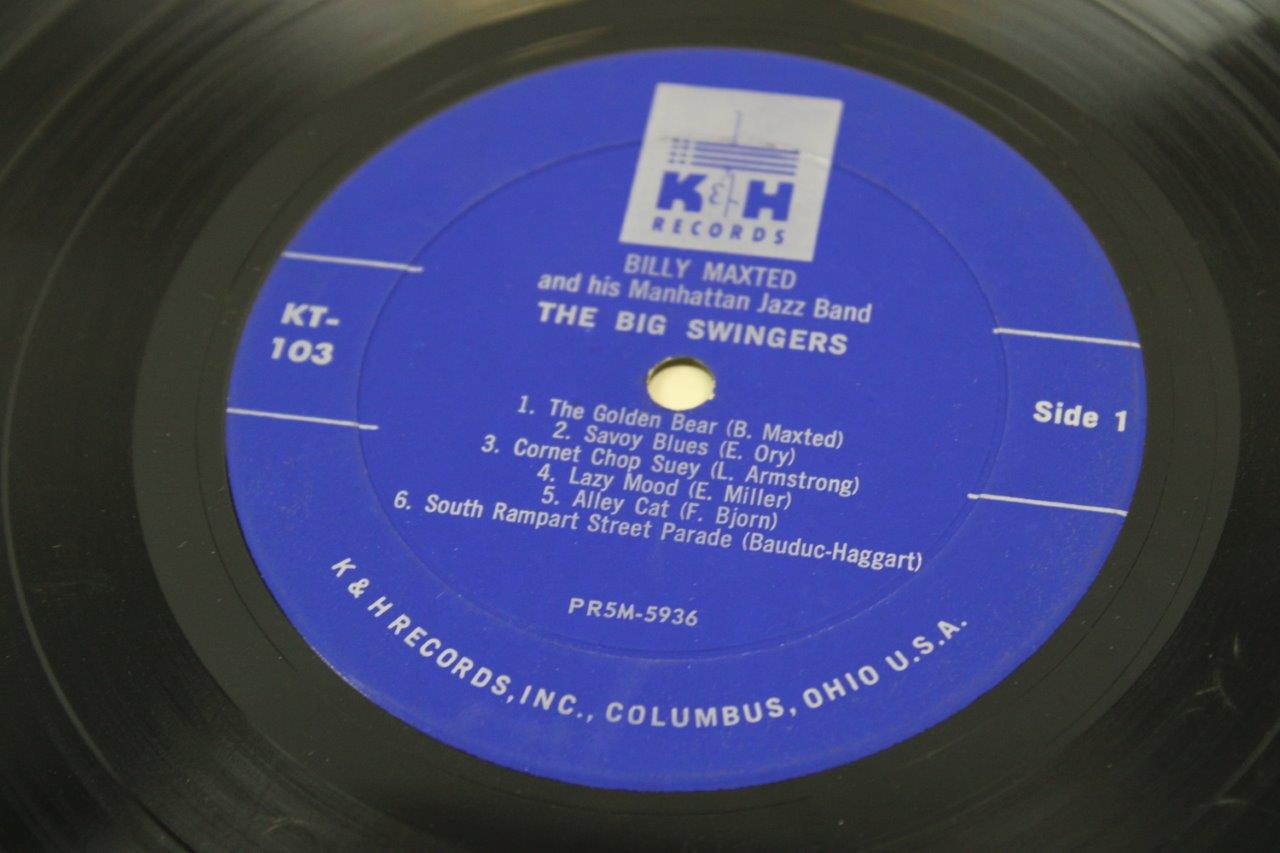 K & H
RECORDS
BILLY MAXTED
and his Manhattan Jazz Band
THE BIG SWINGERS
KT-
103
Side 1
1. The Golden Bear (B. Maxted)
2. Savoy Blues (E. Ory)
3. Cornet Chop Suey (L. Armstrong)
4. Lazy Mood (E. Miller)
5. Alley Cat (F. Bjorn)
6. South Rampart Street Parade (Bauduc-Haggart)
PR5M-5936
K & H RECORDS, INC., COLUMBUS, OHIO U.S.A.